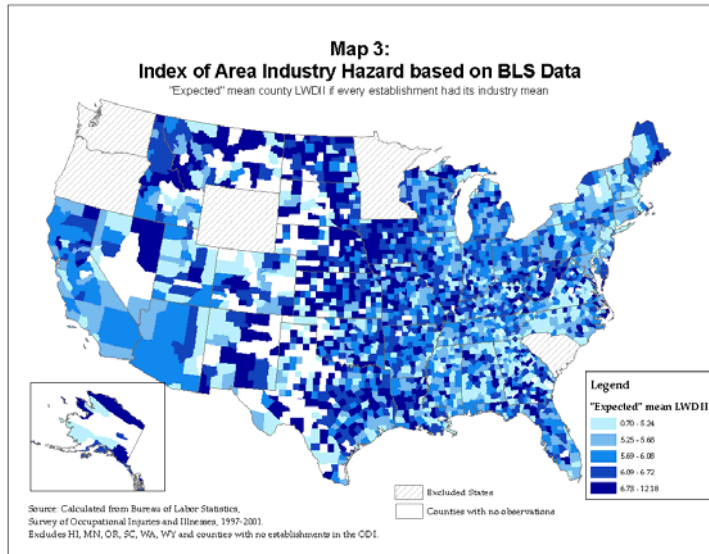 Map 3:
Index of Area Industry Hazard based on BLS Data
"Expected" mean county LWDII if every establishment had its industry mean
Legend
"Expected" mean LWDII
0.70 - 5.24
5.25 - 5.68
5.69 - 6.08
6.09 - 6.72
6.73 - 12.18
Excluded States
Counties with no observations
Source: Calculated from Bureau of Labor Statistics,
Survey of Occupational Injuries and Illnesses, 1997-2001.
Excludes HI, MN, OR, SC, WA, WY and counties with no establishments in the ODI.